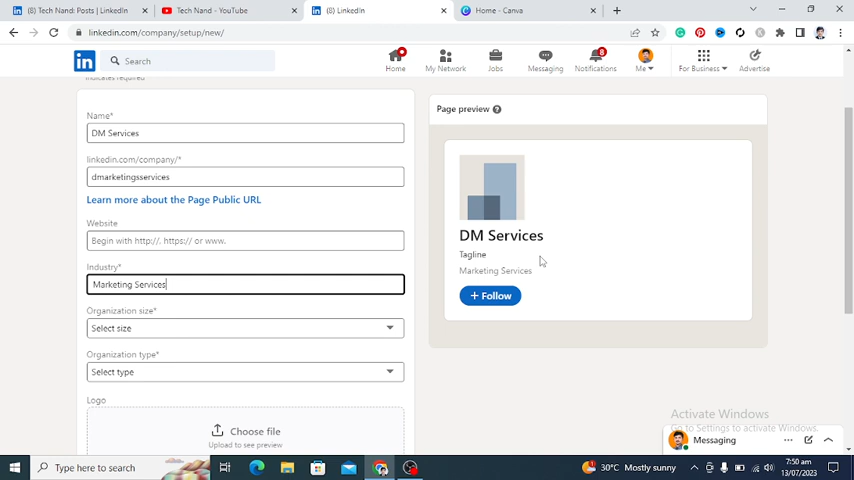 (8) Tech Nand: Posts | LinkedIn
Tech Nand - YouTube
(8) LinkedIn
Home - Canva
linkedin.com/company/setup/new/
Search
Home
My Network
Jobs
Messaging
8
Notifications
Me
For Business
Advertise
indicates required
Name*
DM Services
linkedin.com/company/*
dmarketingsservices
Learn more about the Page Public URL
Website
Begin with http://, https:// or www.
Industry*
Marketing Services
Organization size*
Select size
Organization type*
Select type
Logo
Choose file
Upload to see preview
Page preview
DM Services
Tagline
Marketing Services
+ Follow
Activate Windows
Go to Settings to activate Windows.
Messaging
Type here to search
30°C Mostly sunny
7:50 am
13/07/2023